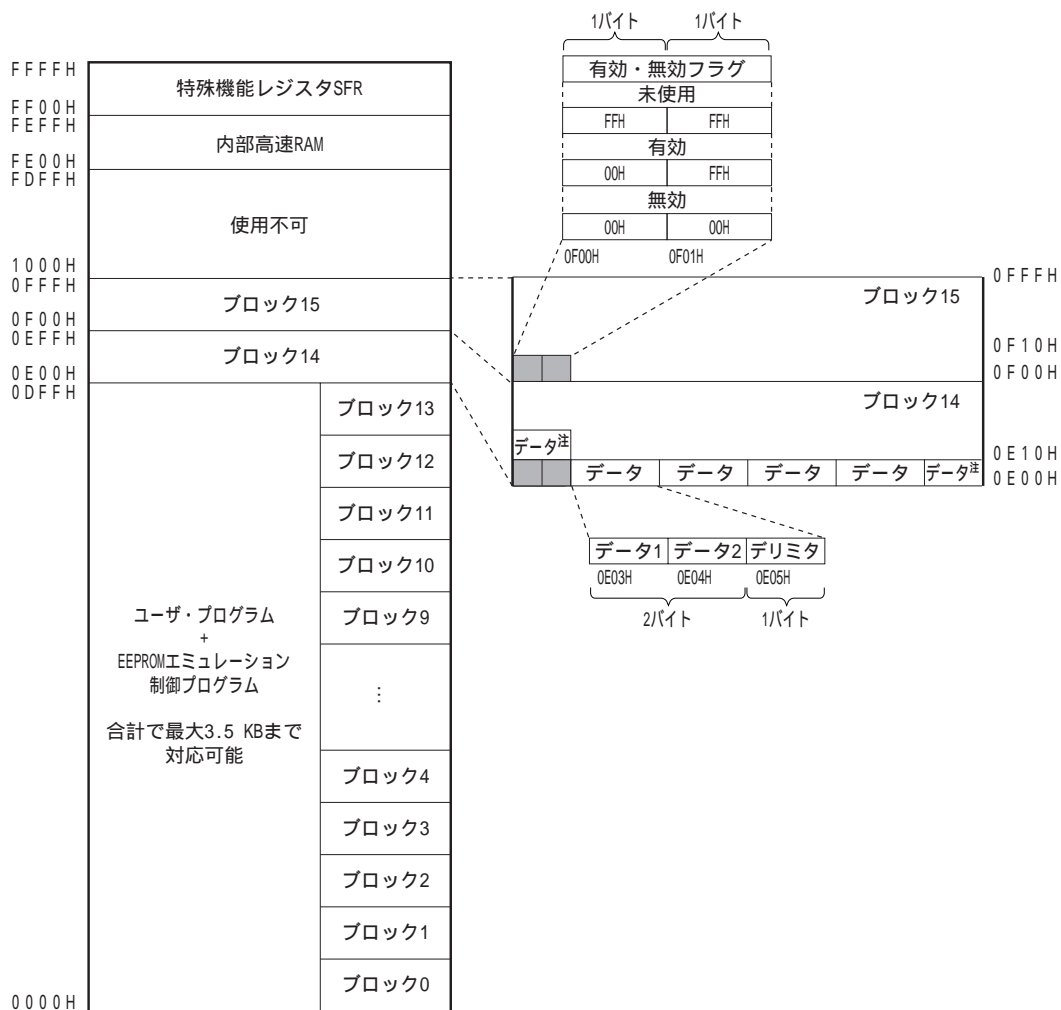 1バイト 1バイト
有効・無効フラグ
未使用
FFH FFH
有効
00H FFH
無効
00H 00H
0F00H 0F01H
FFFFH
特殊機能レジスタSFR
FF00H
FEFFH
内部高速RAM
FE00H
FDFFH
使用不可
1000H
0FFFH
ブロック15
0F00H
0EFFH
ブロック14
0E00H
0DFFH
ブロック13
ブロック12
ブロック11
ブロック10
ブロック9
⋮
ブロック4
ブロック3
ブロック2
ブロック1
ブロック0
0000H
ユーザ・プログラム
+
EEPROMエミュレーション
制御プログラム
合計で最大3.5 KBまで
対応可能
0FFFH
ブロック15
0F10H
0F00H
ブロック14
データ注
0E10H
データ データ データ データ データ注
0E00H
データ1 データ2 デリミタ
0E03H 0E04H 0E05H
2バイト 1バイト